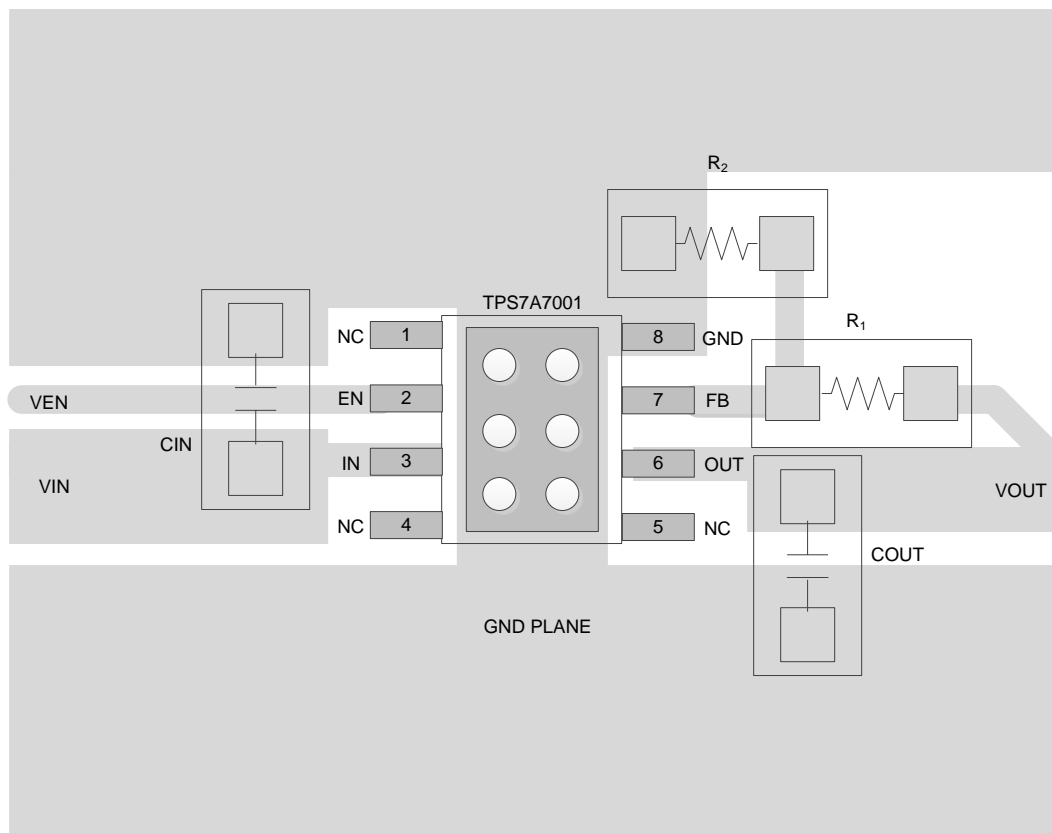 R₂
TPS7A7001
R₁
NC 1
8 GND
VEN
EN 2
7 FB
CIN
IN 3
6 OUT
VIN
VOUT
NC 4
5 NC
COUT
GND PLANE